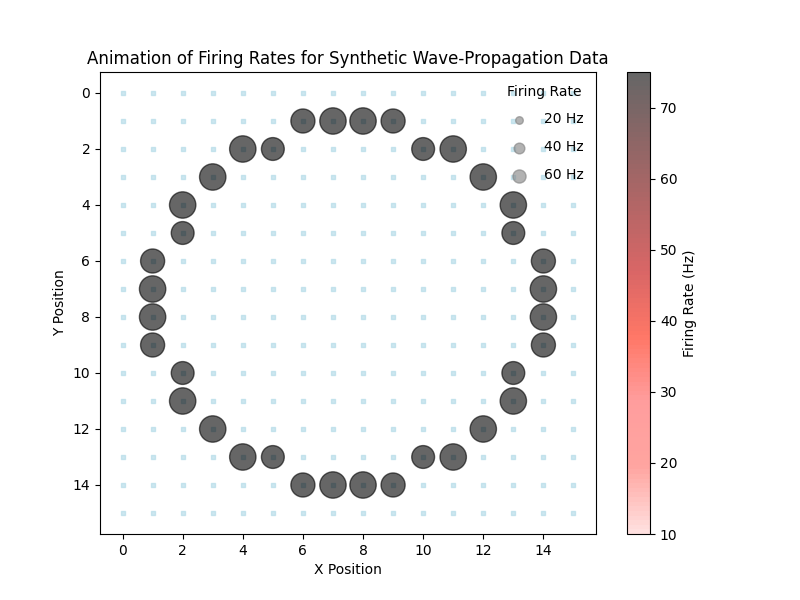 Animation of Firing Rates for Synthetic Wave-Propagation Data
Firing Rate
20 Hz
40 Hz
60 Hz
0
2
4
6
8
10
12
14
Y Position
0 2 4 6 8 10 12 14
X Position
70
60
50
40
30
20
10
Firing Rate (Hz)